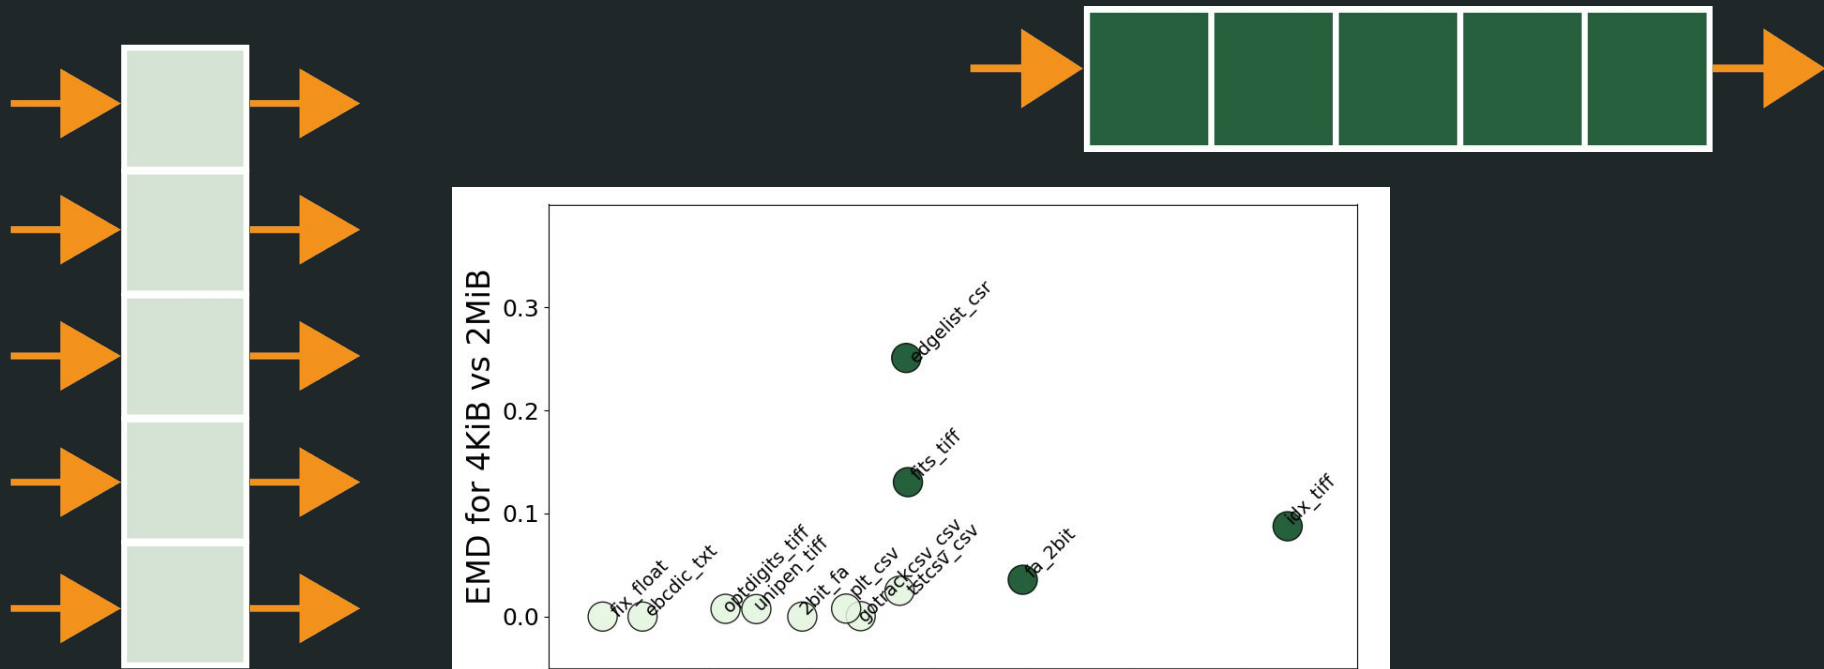 EMD for 4KiB vs 2MiB
0.3
0.2
0.1
0.0
edgelist_csr
fits_tiff
idx_tiff
fa_2bit
fix_float
ebcdic_txt
optdigits_tiff
unipen_tiff
2bit_fa
plt_csv
gotrackcsv_csv
tstcsv_csv